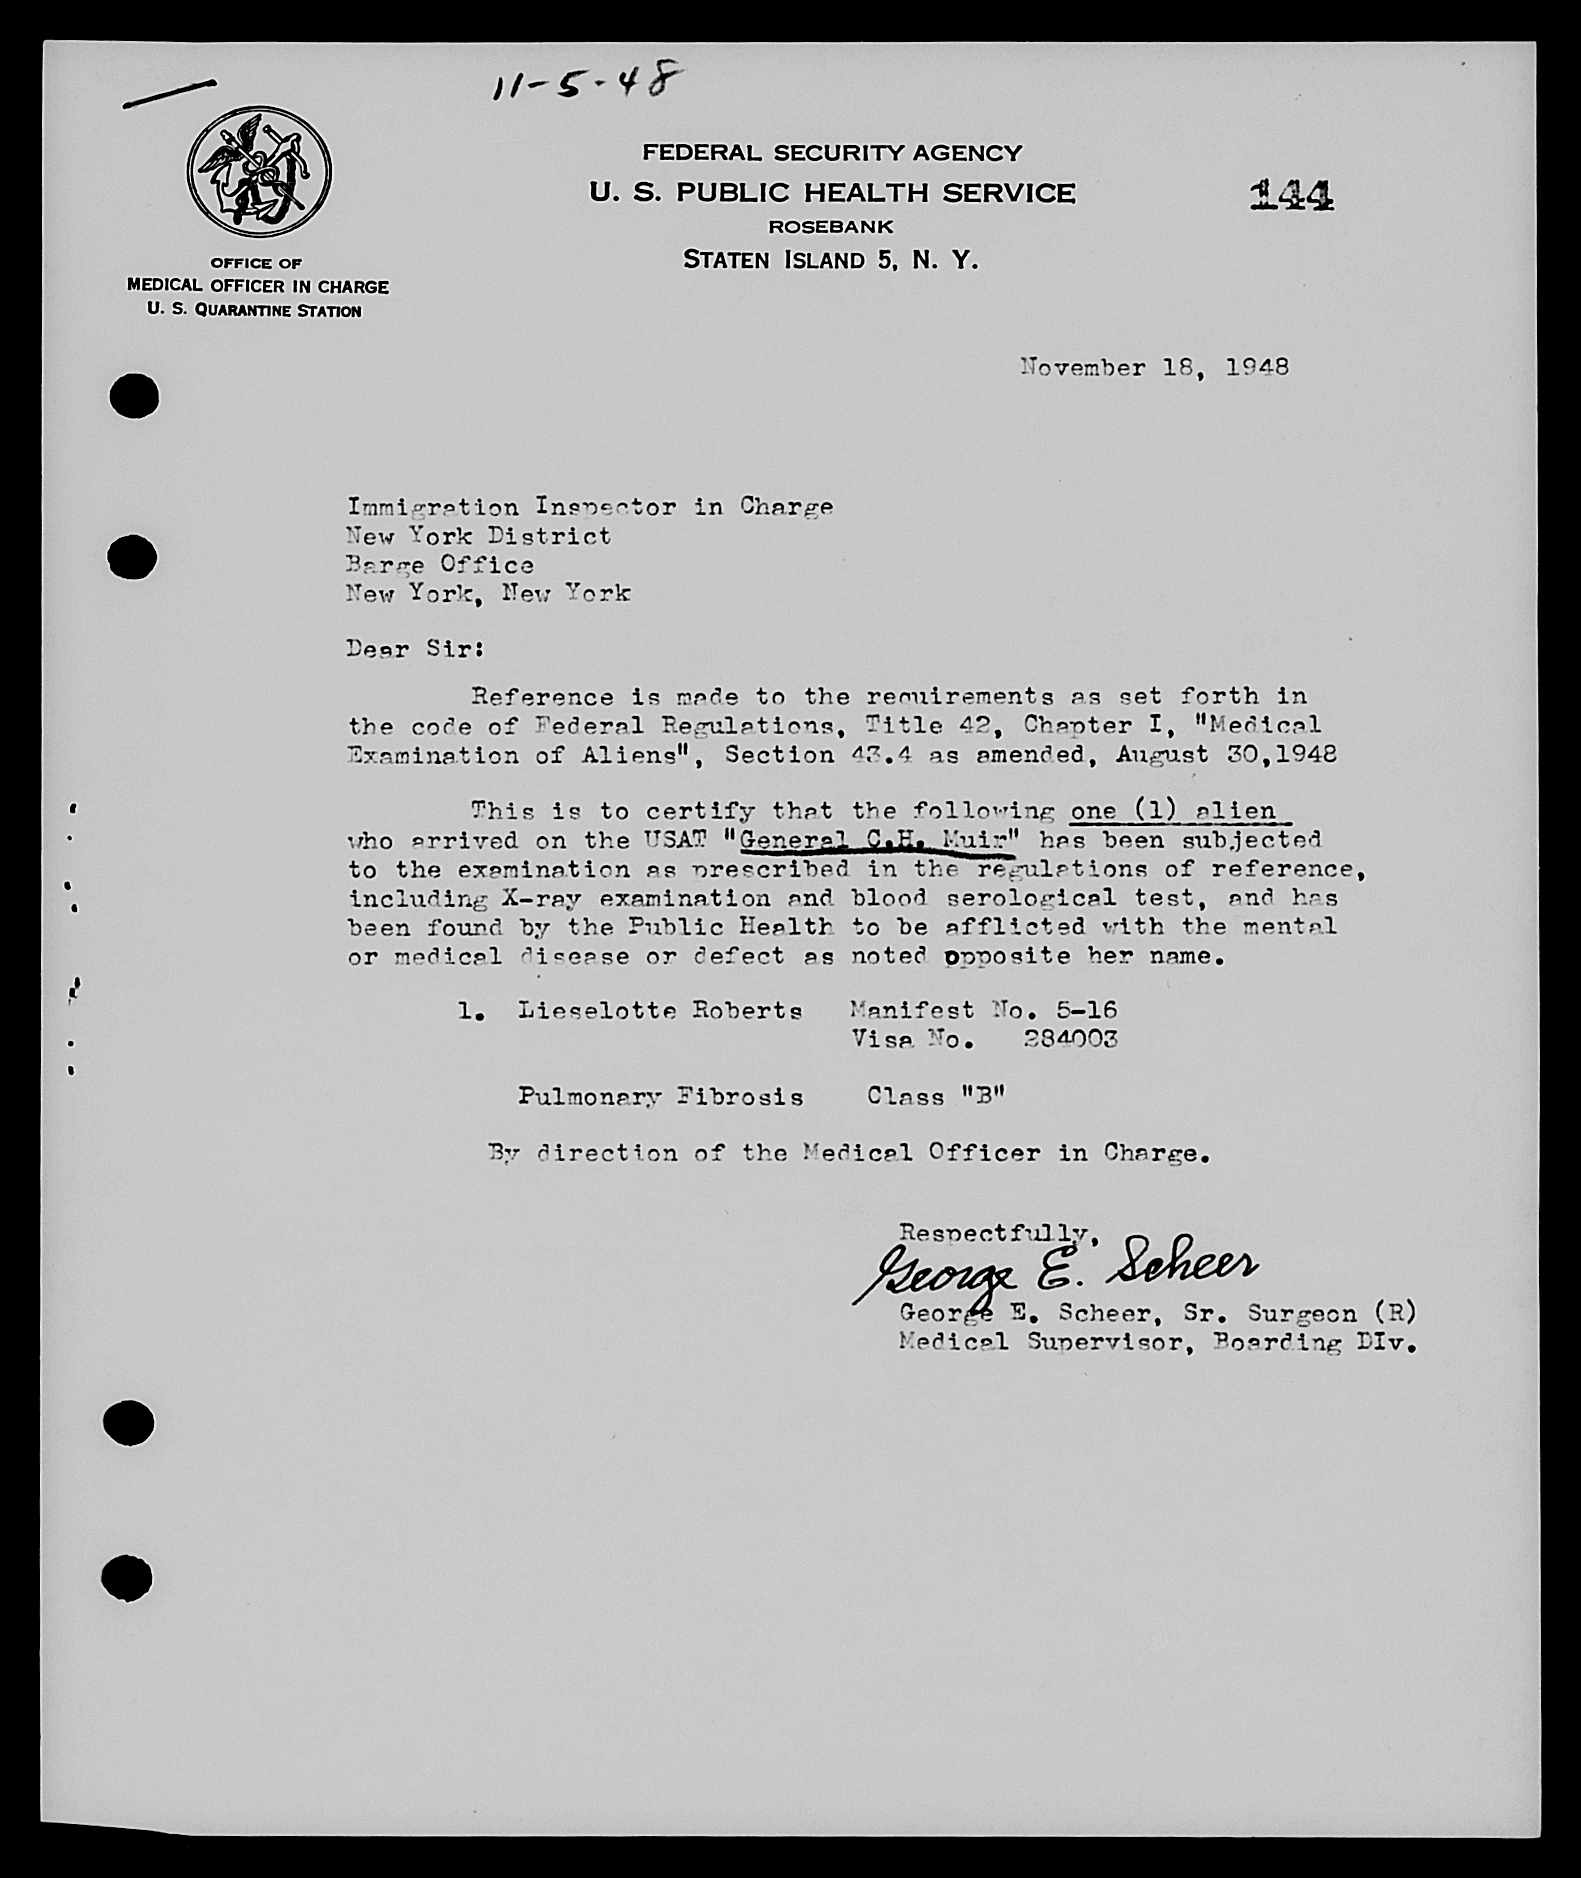 11-5-48
FEDERAL SECURITY AGENCY
U. S. PUBLIC HEALTH SERVICE
ROSEBANK
STATEN ISLAND 5, N. Y.
144
OFFICE OF
MEDICAL OFFICER IN CHARGE
U. S. QUARANTINE STATION
November 18, 1948
Immigration Inspector in Charge
New York District
Barge Office
New York, New York
Dear Sir:
Reference is made to the requirements as set forth in
the code of Federal Regulations, Title 42, Chapter I, "Medical
Examination of Aliens", Section 43.4 as amended, August 30,1948
This is to certify that the following one (1) alien
who arrived on the USAT "General C.H. Muir" has been subjected
to the examination as prescribed in the regulations of reference,
including X-ray examination and blood serological test, and has
been found by the Public Health to be afflicted with the mental
or medical disease or defect as noted opposite her name.
1. Lieselotte Roberts Manifest No. 5-16
Visa No. 284003
Pulmonary Fibrosis Class "B"
By direction of the Medical Officer in Charge.
Respectfully,
George E. Scheer
George E. Scheer, Sr. Surgeon (R)
Medical Supervisor, Boarding DIv.